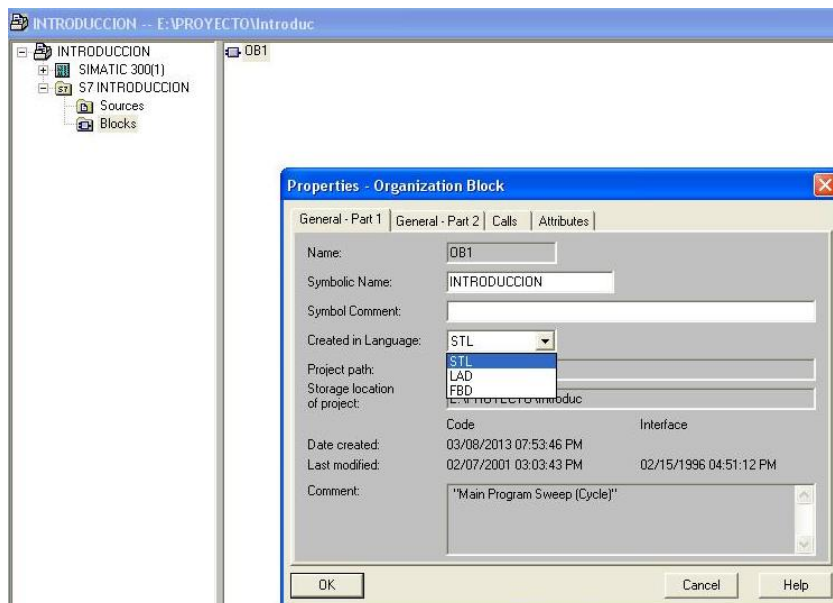 INTRODUCCION -- E:\PROYECTO\Introduc
INTRODUCCION
SIMATIC 300(1)
S7 INTRODUCCION
Sources
Blocks
OB1
Properties - Organization Block
General - Part 1 General - Part 2 Calls Attributes
Name: OB1
Symbolic Name: INTRODUCCION
Symbol Comment:
Created in Language: STL
STL
LAD
FBD
Project path:
Storage location
of project: E:\PROYECTO\Introduc
Code Interface
Date created: 03/08/2013 07:53:46 PM
Last modified: 02/07/2001 03:03:43 PM 02/15/1996 04:51:12 PM
Comment: "Main Program Sweep (Cycle)"
OK Cancel Help